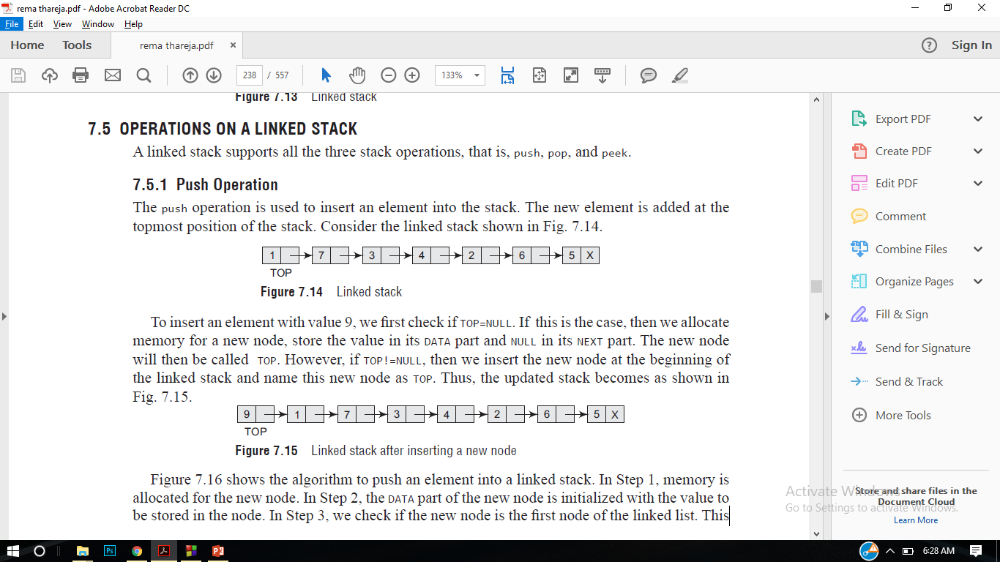 rema thareja.pdf - Adobe Acrobat Reader DC
File Edit View Window Help
Home Tools rema thareja.pdf × Sign In
238 / 557 133%
Figure 7.13 Linked stack
7.5 OPERATIONS ON A LINKED STACK
A linked stack supports all the three stack operations, that is, push, pop, and peek.
7.5.1 Push Operation
The push operation is used to insert an element into the stack. The new element is added at the
topmost position of the stack. Consider the linked stack shown in Fig. 7.14.
1 7 3 4 2 6 5 X
TOP
Figure 7.14 Linked stack
To insert an element with value 9, we first check if TOP=NULL. If this is the case, then we allocate
memory for a new node, store the value in its DATA part and NULL in its NEXT part. The new node
will then be called TOP. However, if TOP!=NULL, then we insert the new node at the beginning of
the linked stack and name this new node as TOP. Thus, the updated stack becomes as shown in
Fig. 7.15.
9 1 7 3 4 2 6 5 X
TOP
Figure 7.15 Linked stack after inserting a new node
Figure 7.16 shows the algorithm to push an element into a linked stack. In Step 1, memory is
allocated for the new node. In Step 2, the DATA part of the new node is initialized with the value to
be stored in the node. In Step 3, we check if the new node is the first node of the linked list. This
Export PDF
Create PDF
Edit PDF
Comment
Combine Files
Organize Pages
Fill & Sign
Send for Signature
Send & Track
More Tools
Store and share files in the
Document Cloud
Learn More
Activate Windows
Go to Settings to activate Windows.
6:28 AM